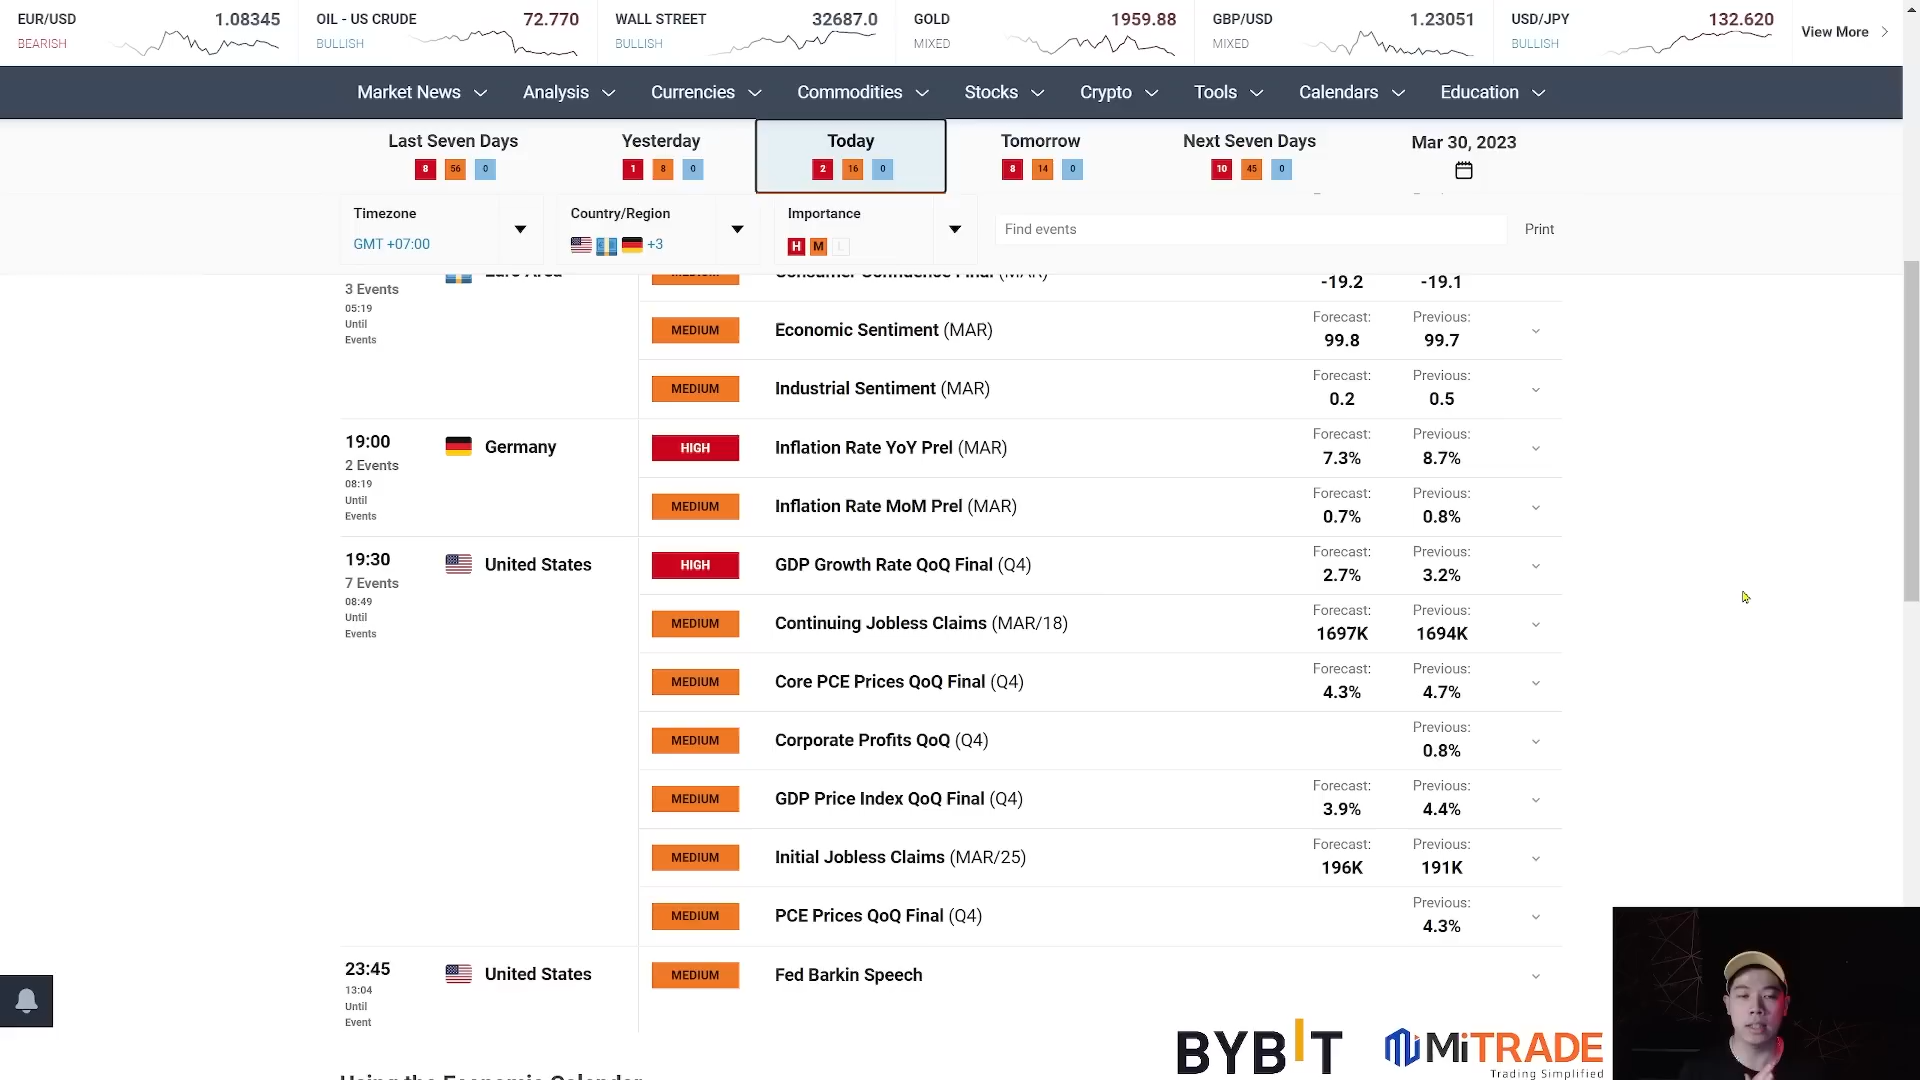 EUR/USD 1.08345
BEARISH
OIL - US CRUDE 72.770
BULLISH
WALL STREET 32687.0
BULLISH
GOLD 1959.88
MIXED
GBP/USD 1.23051
MIXED
USD/JPY 132.620
BULLISH
View More
Market News Analysis Currencies Commodities Stocks Crypto Tools Calendars Education
Last Seven Days
8 56 0
Yesterday
1 8 0
Today
2 16 0
Tomorrow
8 14 0
Next Seven Days
10 45 0
Mar 30, 2023
Timezone
GMT +07:00
Country/Region
+3
Importance
H M L
Find events
Print
Euro Area
3 Events
05:19
Until
Events
MEDIUM Consumer Confidence Final (MAR)
-19.2 -19.1
MEDIUM Economic Sentiment (MAR)
Forecast: Previous:
99.8 99.7
MEDIUM Industrial Sentiment (MAR)
Forecast: Previous:
0.2 0.5
19:00
2 Events
08:19
Until
Events
Germany
HIGH Inflation Rate YoY Prel (MAR)
Forecast: Previous:
7.3% 8.7%
MEDIUM Inflation Rate MoM Prel (MAR)
Forecast: Previous:
0.7% 0.8%
19:30
7 Events
08:49
Until
Events
United States
HIGH GDP Growth Rate QoQ Final (Q4)
Forecast: Previous:
2.7% 3.2%
MEDIUM Continuing Jobless Claims (MAR/18)
Forecast: Previous:
1697K 1694K
MEDIUM Core PCE Prices QoQ Final (Q4)
Forecast: Previous:
4.3% 4.7%
MEDIUM Corporate Profits QoQ (Q4)
Previous:
0.8%
MEDIUM GDP Price Index QoQ Final (Q4)
Forecast: Previous:
3.9% 4.4%
MEDIUM Initial Jobless Claims (MAR/25)
Forecast: Previous:
196K 191K
MEDIUM PCE Prices QoQ Final (Q4)
Previous:
4.3%
23:45
13:04
Until
Event
United States
MEDIUM Fed Barkin Speech
Using the Economic Calendar
BYBIT
MiTRADE
Trading Simplified